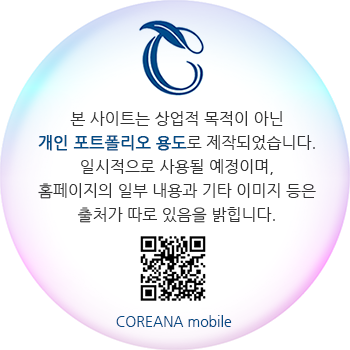 본 사이트는 상업적 목적이 아닌
개인 포트폴리오 용도로 제작되었습니다.
일시적으로 사용될 예정이며,
홈페이지의 일부 내용과 기타 이미지 등은
출처가 따로 있음을 밝힙니다.
COREANA mobile